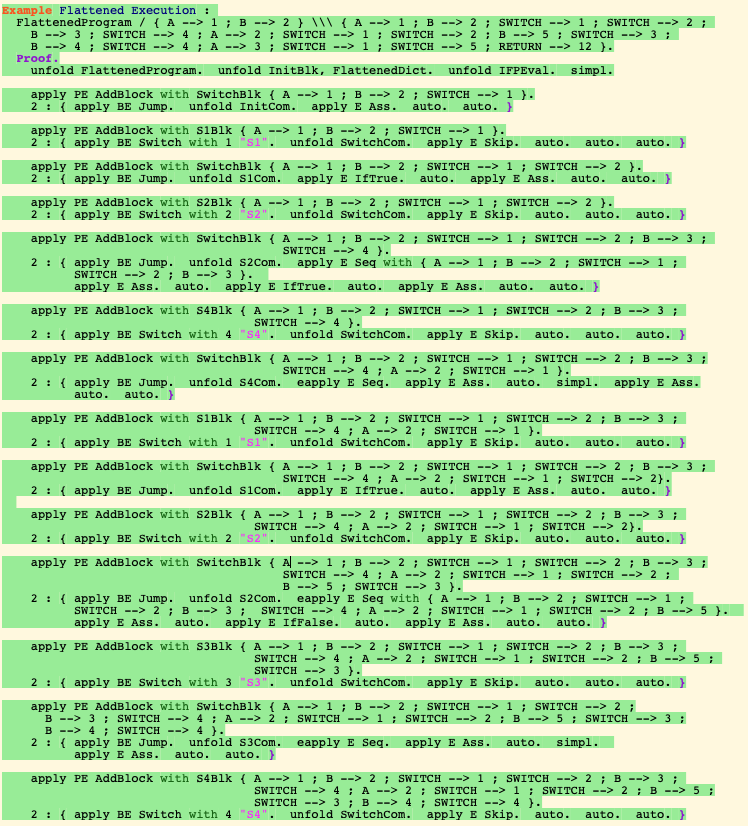 Example Flattened Execution :
FlattenedProgram / { A --> 1 ; B --> 2 } \\\ { A --> 1 ; B --> 2 ; SWITCH --> 1 ; SWITCH --> 2 ;
B --> 3 ; SWITCH --> 4 ; A --> 2 ; SWITCH --> 1 ; SWITCH --> 2 ; B --> 5 ; SWITCH --> 3 ;
B --> 4 ; SWITCH --> 4 ; A --> 3 ; SWITCH --> 1 ; SWITCH --> 5 ; RETURN --> 12 }.
Proof.
unfold FlattenedProgram. unfold InitBlk, FlattenedDict. unfold IFPEval. simpl.
apply PE AddBlock with SwitchBlk { A --> 1 ; B --> 2 ; SWITCH --> 1 }.
2 : { apply BE Jump. unfold InitCom. apply E Ass. auto. auto. }
apply PE AddBlock with S1Blk { A --> 1 ; B --> 2 ; SWITCH --> 1 }.
2 : { apply BE Switch with 1 "S1". unfold SwitchCom. apply E Skip. auto. auto. auto. }
apply PE AddBlock with SwitchBlk { A --> 1 ; B --> 2 ; SWITCH --> 1 ; SWITCH --> 2 }.
2 : { apply BE Jump. unfold S1Com. apply E IfTrue. auto. apply E Ass. auto. auto. }
apply PE AddBlock with S2Blk { A --> 1 ; B --> 2 ; SWITCH --> 1 ; SWITCH --> 2 }.
2 : { apply BE Switch with 2 "S2". unfold SwitchCom. apply E Skip. auto. auto. auto. }
apply PE AddBlock with SwitchBlk { A --> 1 ; B --> 2 ; SWITCH --> 1 ; SWITCH --> 2 ; B --> 3 ;
SWITCH --> 4 }.
2 : { apply BE Jump. unfold S2Com. apply E Seq with { A --> 1 ; B --> 2 ; SWITCH --> 1 ;
SWITCH --> 2 ; B --> 3 }.
apply E Ass. auto. apply E IfTrue. auto. apply E Ass. auto. auto. }
apply PE AddBlock with S4Blk { A --> 1 ; B --> 2 ; SWITCH --> 1 ; SWITCH --> 2 ; B --> 3 ;
SWITCH --> 4 }.
2 : { apply BE Switch with 4 "S4". unfold SwitchCom. apply E Skip. auto. auto. auto. }
apply PE AddBlock with SwitchBlk { A --> 1 ; B --> 2 ; SWITCH --> 1 ; SWITCH --> 2 ; B --> 3 ;
SWITCH --> 4 ; A --> 2 ; SWITCH --> 1 }.
2 : { apply BE Jump. unfold S4Com. eapply E Seq. apply E Ass. auto. simpl. apply E Ass.
auto. auto. }
apply PE AddBlock with S1Blk { A --> 1 ; B --> 2 ; SWITCH --> 1 ; SWITCH --> 2 ; B --> 3 ;
SWITCH --> 4 ; A --> 2 ; SWITCH --> 1 }.
2 : { apply BE Switch with 1 "S1". unfold SwitchCom. apply E Skip. auto. auto. auto. }
apply PE AddBlock with SwitchBlk { A --> 1 ; B --> 2 ; SWITCH --> 1 ; SWITCH --> 2 ; B --> 3 ;
SWITCH --> 4 ; A --> 2 ; SWITCH --> 1 ; SWITCH --> 2}.
2 : { apply BE Jump. unfold S1Com. apply E IfTrue. auto. apply E Ass. auto. auto. }
apply PE AddBlock with S2Blk { A --> 1 ; B --> 2 ; SWITCH --> 1 ; SWITCH --> 2 ; B --> 3 ;
SWITCH --> 4 ; A --> 2 ; SWITCH --> 1 ; SWITCH --> 2}.
2 : { apply BE Switch with 2 "S2". unfold SwitchCom. apply E Skip. auto. auto. auto. }
apply PE AddBlock with SwitchBlk { A --> 1 ; B --> 2 ; SWITCH --> 1 ; SWITCH --> 2 ; B --> 3 ;
SWITCH --> 4 ; A --> 2 ; SWITCH --> 1 ; SWITCH --> 2 ;
B --> 5 ; SWITCH --> 3 }.
2 : { apply BE Jump. unfold S2Com. eapply E Seq with { A --> 1 ; B --> 2 ; SWITCH --> 1 ;
SWITCH --> 2 ; B --> 3 ; SWITCH --> 4 ; A --> 2 ; SWITCH --> 1 ; SWITCH --> 2 ; B --> 5 }.
apply E Ass. auto. apply E IfFalse. auto. apply E Ass. auto. auto. }
apply PE AddBlock with S3Blk { A --> 1 ; B --> 2 ; SWITCH --> 1 ; SWITCH --> 2 ; B --> 3 ;
SWITCH --> 4 ; A --> 2 ; SWITCH --> 1 ; SWITCH --> 2 ; B --> 5 ;
SWITCH --> 3 }.
2 : { apply BE Switch with 3 "S3". unfold SwitchCom. apply E Skip. auto. auto. auto. }
apply PE AddBlock with SwitchBlk { A --> 1 ; B --> 2 ; SWITCH --> 1 ; SWITCH --> 2 ;
B --> 3 ; SWITCH --> 4 ; A --> 2 ; SWITCH --> 1 ; SWITCH --> 2 ; B --> 5 ; SWITCH --> 3 ;
B --> 4 ; SWITCH --> 4 }.
2 : { apply BE Jump. unfold S3Com. eapply E Seq. apply E Ass. auto. simpl.
apply E Ass. auto. auto. }
apply PE AddBlock with S4Blk { A --> 1 ; B --> 2 ; SWITCH --> 1 ; SWITCH --> 2 ; B --> 3 ;
SWITCH --> 4 ; A --> 2 ; SWITCH --> 1 ; SWITCH --> 2 ; B --> 5 ;
SWITCH --> 3 ; B --> 4 ; SWITCH --> 4 }.
2 : { apply BE Switch with 4 "S4". unfold SwitchCom. apply E Skip. auto. auto. auto. }